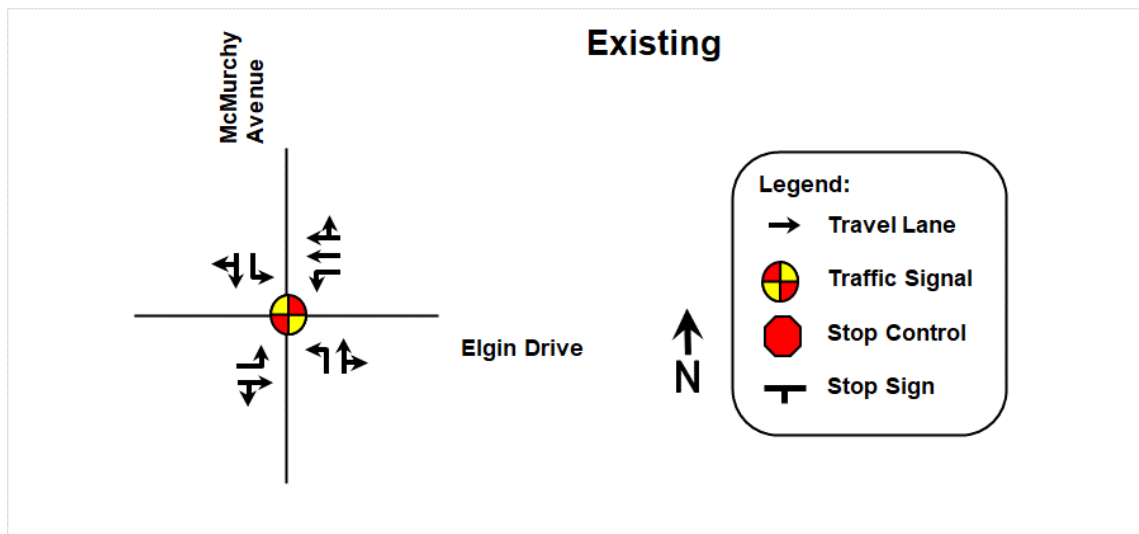 Existing
McMurchy
Avenue
Elgin Drive
N
Legend:
Travel Lane
Traffic Signal
Stop Control
Stop Sign